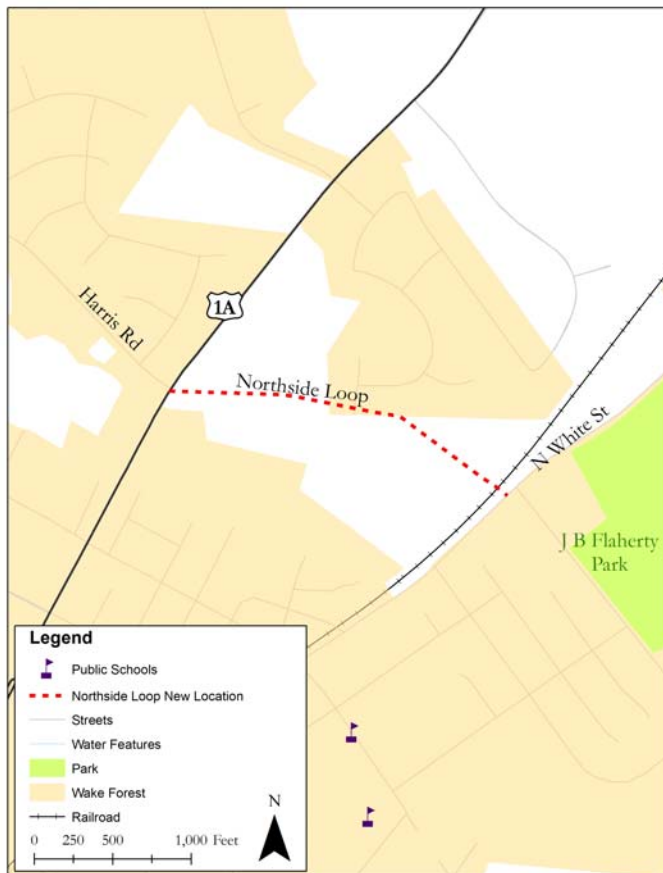 1A
Harris Rd
Northside Loop
N White St
J B Flaherty
Park
Legend
Public Schools
Northside Loop New Location
Streets
Water Features
Park
Wake Forest
Railroad
N
0 250 500 1,000 Feet